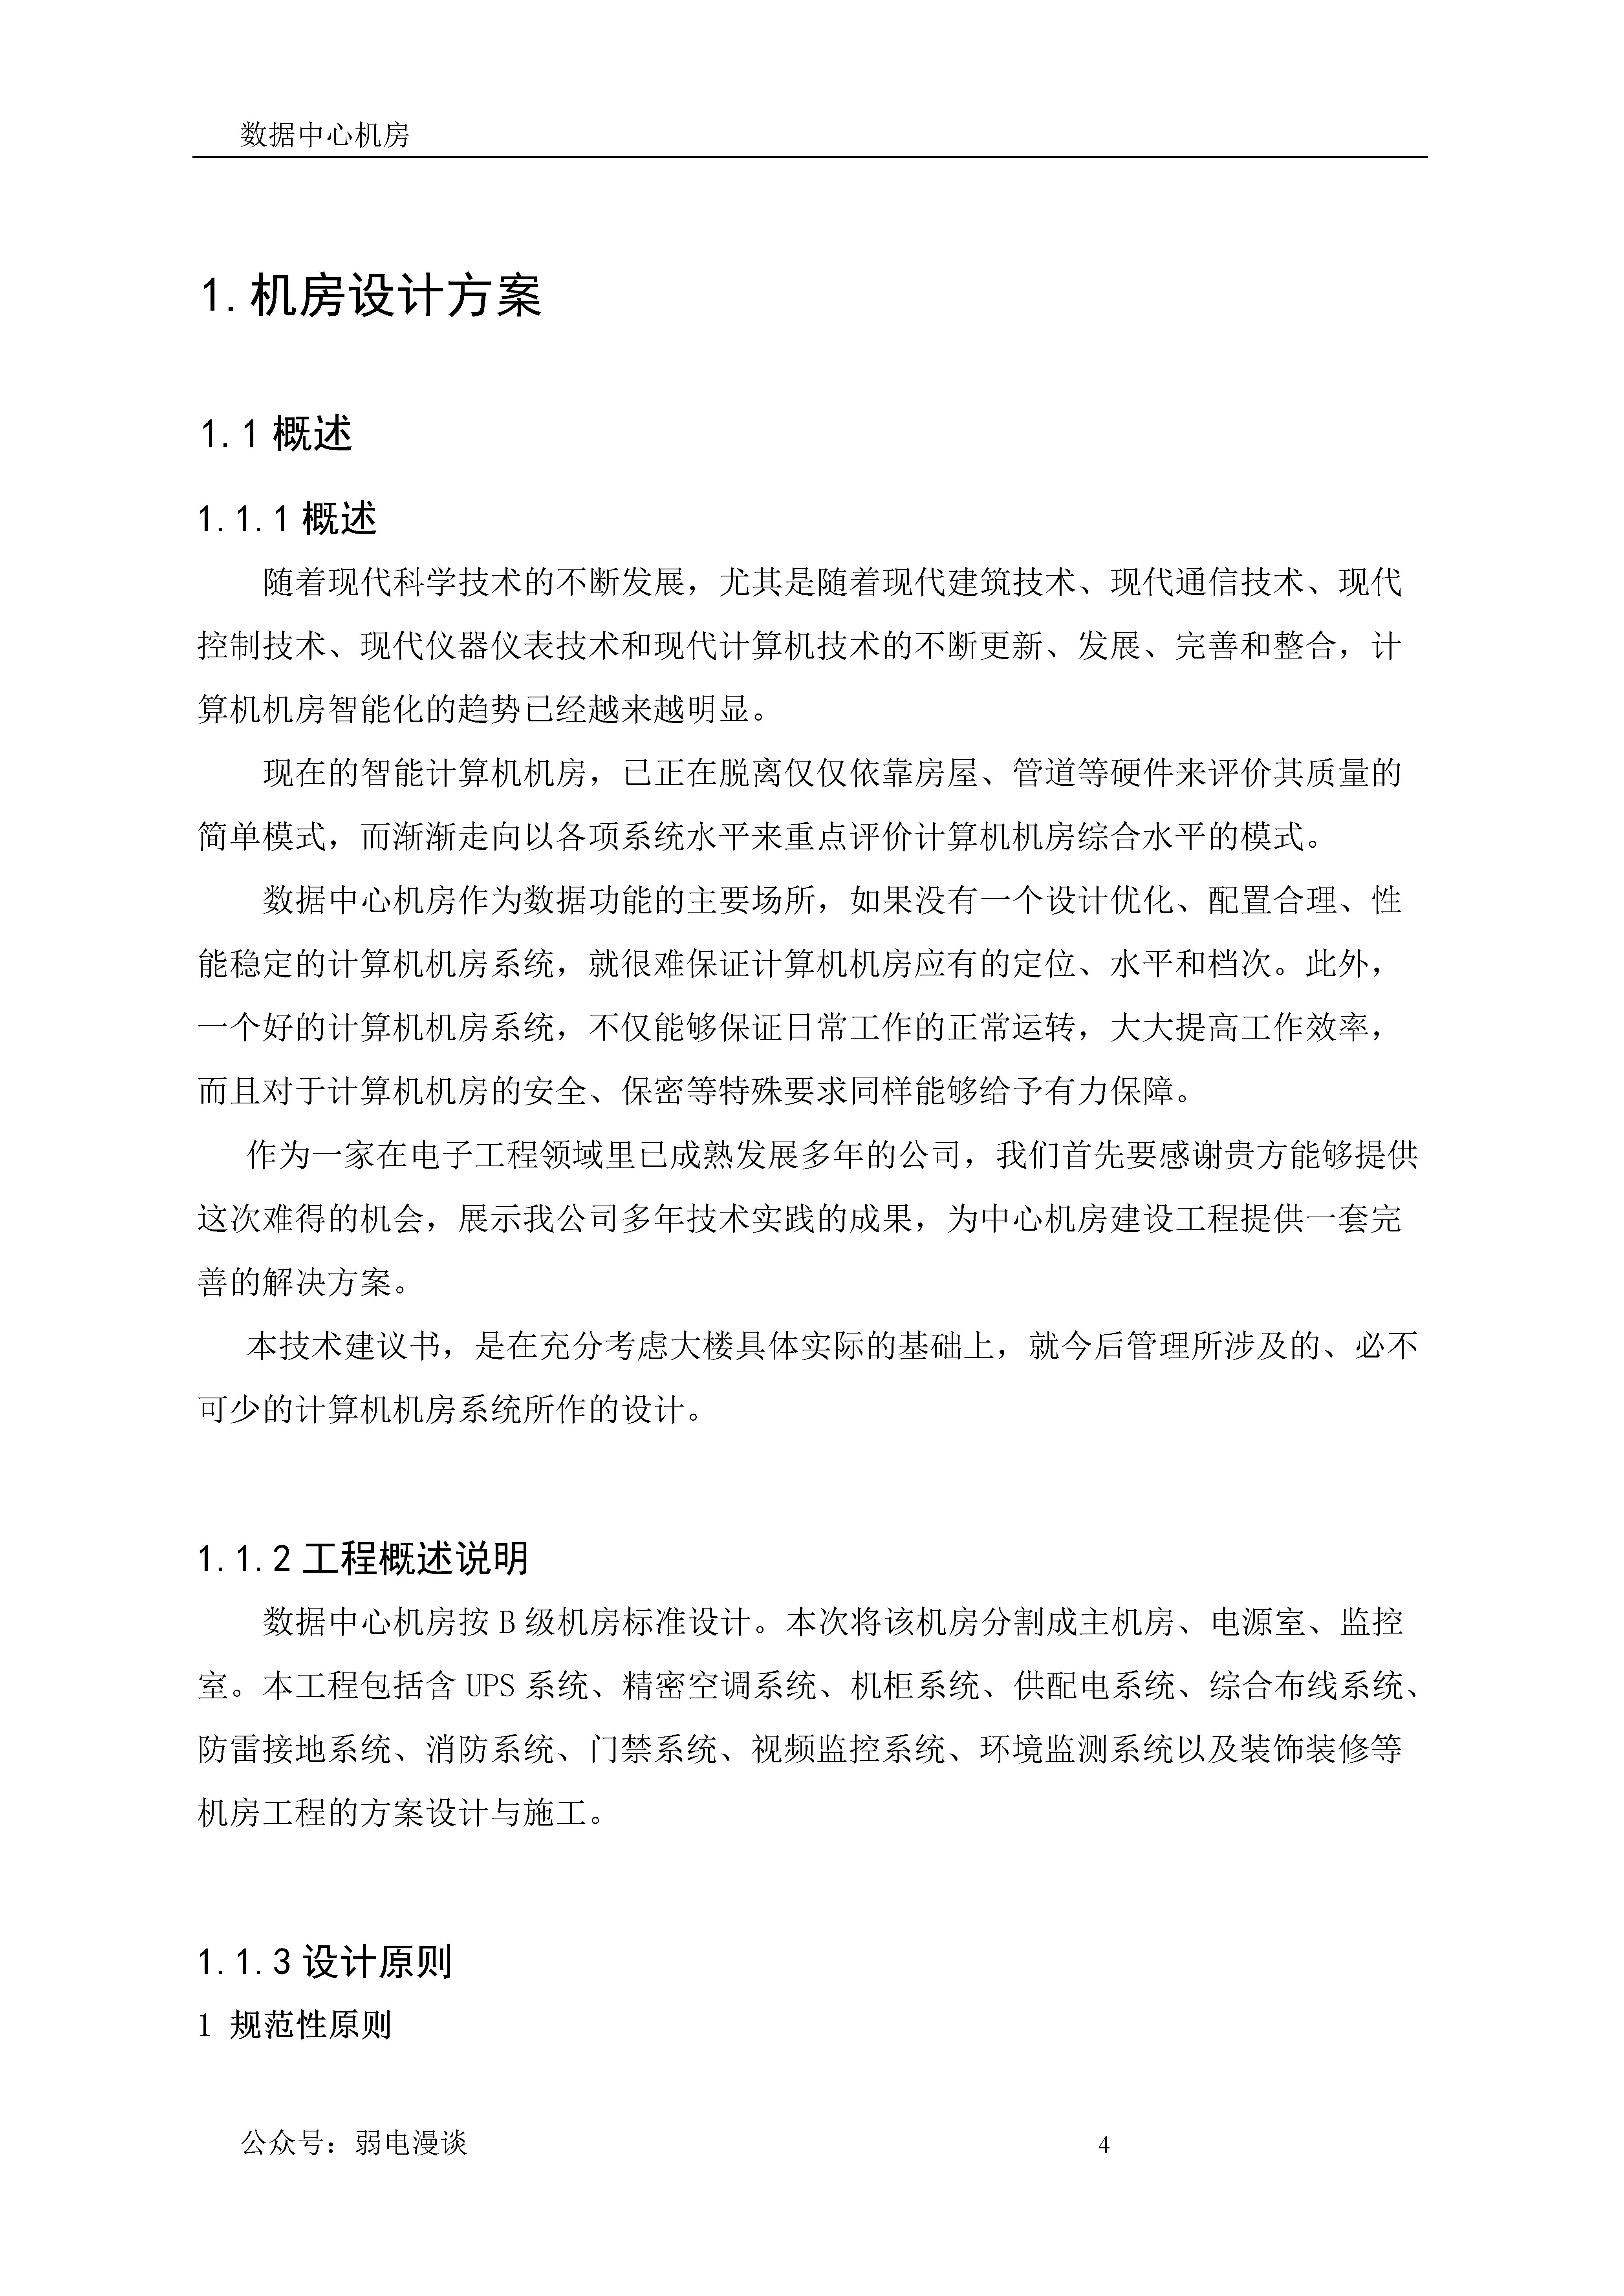 数据中心机房
1.机房设计方案
1.1 概述
1.1.1 概述
随着现代科学技术的不断发展，尤其是随着现代建筑技术、现代通信技术、现代
控制技术、现代仪器仪表技术和现代计算机技术的不断更新、发展、完善和整合，计
算机机房智能化的趋势已经越来越明显。
现在的智能计算机机房，已正在脱离仅仅依靠房屋、管道等硬件来评价其质量的
简单模式，而渐渐走向以各项系统水平来重点评价计算机机房综合水平的模式。
数据中心机房作为数据功能的主要场所，如果没有一个设计优化、配置合理、性
能稳定的计算机机房系统，就很难保证计算机机房应有的定位、水平和档次。此外，
一个好的计算机机房系统，不仅能够保证日常工作的正常运转，大大提高工作效率，
而且对于计算机机房的安全、保密等特殊要求同样能够给予有力保障。
作为一家在电子工程领域里已成熟发展多年的公司，我们首先要感谢贵方能够提供
这次难得的机会，展示我公司多年技术实践的成果，为中心机房建设工程提供一套完
善的解决方案。
本技术建议书，是在充分考虑大楼具体实际的基础上，就今后管理所涉及的、必不
可少的计算机机房系统所作的设计。
1.1.2 工程概述说明
数据中心机房按 B 级机房标准设计。本次将该机房分割成主机房、电源室、监控
室。本工程包括含 UPS 系统、精密空调系统、机柜系统、供配电系统、综合布线系统、
防雷接地系统、消防系统、门禁系统、视频监控系统、环境监测系统以及装饰装修等
机房工程的方案设计与施工。
1.1.3 设计原则
1 规范性原则
公众号：弱电漫谈 4